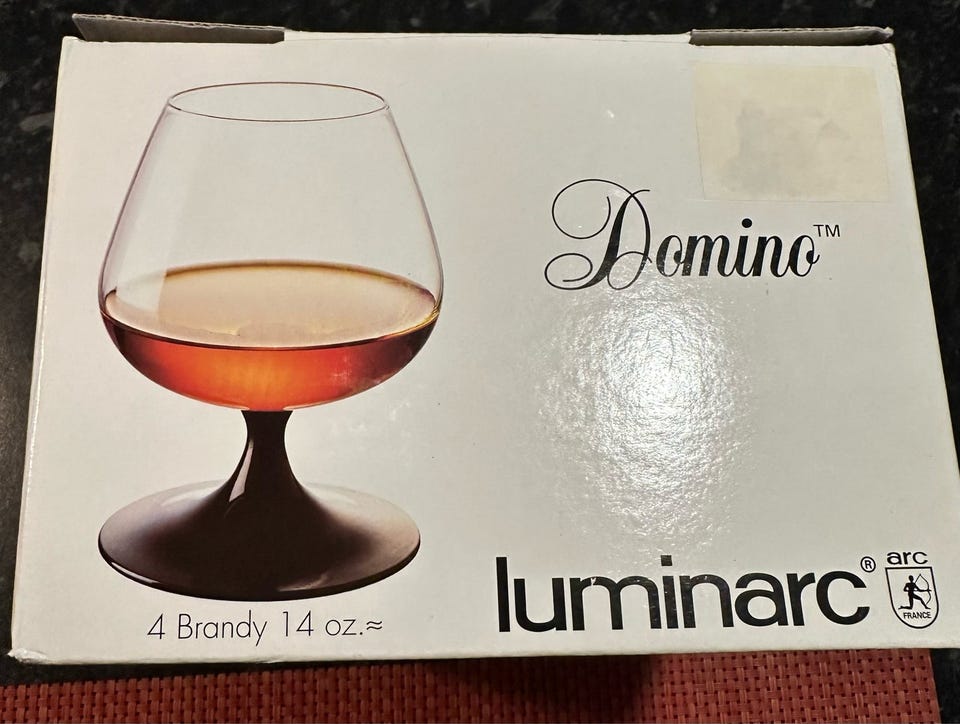 Domino™
luminarc®
arc
FRANCE
4 Brandy 14 oz.≈